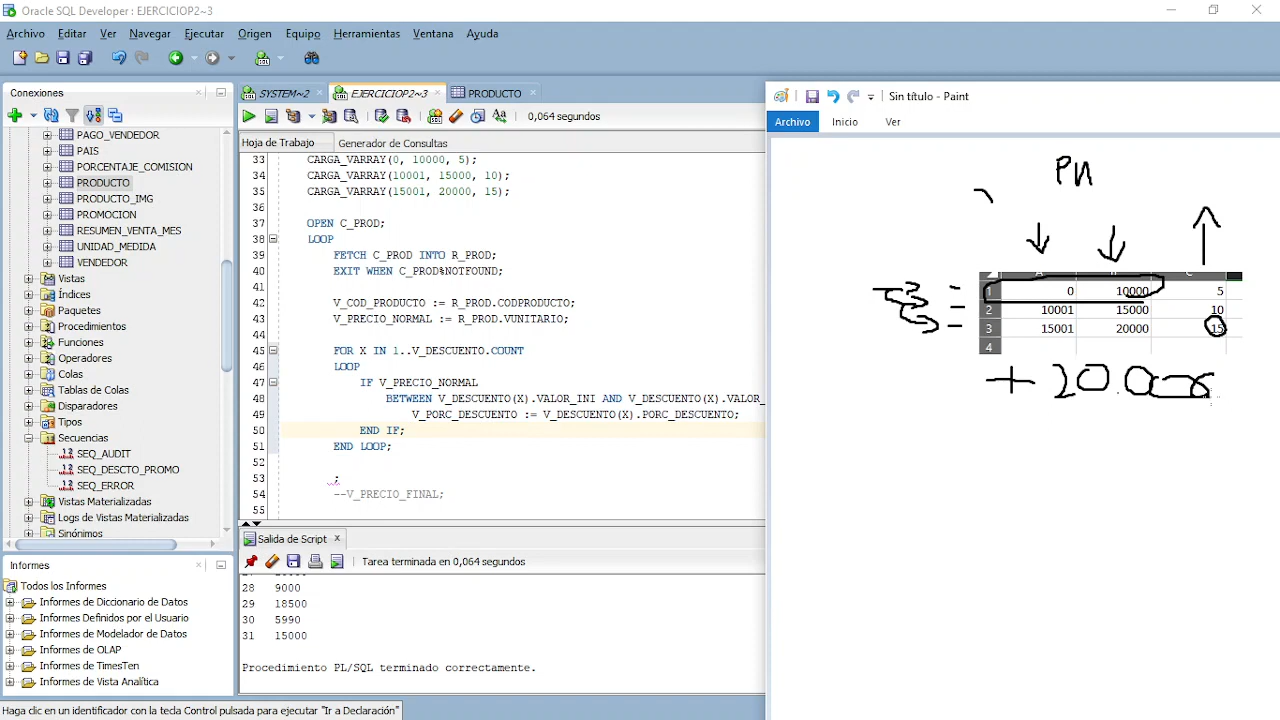 Oracle SQL Developer : EJERCICIOP2~3
Archivo Editar Ver Navegar Ejecutar Origen Equipo Herramientas Ventana Ayuda
Conexiones
PAGO_VENDEDOR
PAIS
PORCENTAJE_COMISION
PRODUCTO
PRODUCTO_IMG
PROMOCION
RESUMEN_VENTA_MES
UNIDAD_MEDIDA
VENDEDOR
Vistas
Índices
Paquetes
Procedimientos
Funciones
Operadores
Colas
Tablas de Colas
Disparadores
Tipos
Secuencias
SEQ_AUDIT
SEQ_DESCTO_PROMO
SEQ_ERROR
Vistas Materializadas
Logs de Vistas Materializadas
Sinónimos
Informes
Todos los Informes
Informes de Diccionario de Datos
Informes Definidos por el Usuario
Informes de Modelador de Datos
Informes de OLAP
Informes de TimesTen
Informes de Vista Analítica
Haga clic en un identificador con la tecla Control pulsada para ejecutar "Ir a Declaración"
SYSTEM~2 EJERCICIOP2~3 PRODUCTO
0,064 segundos
Hoja de Trabajo Generador de Consultas
33 CARGA_VARRAY(0, 10000, 5);
34 CARGA_VARRAY(10001, 15000, 10);
35 CARGA_VARRAY(15001, 20000, 15);
36
37 OPEN C_PROD;
38 LOOP
39 FETCH C_PROD INTO R_PROD;
40 EXIT WHEN C_PROD%NOTFOUND;
41
42 V_COD_PRODUCTO := R_PROD.CODPRODUCTO;
43 V_PRECIO_NORMAL := R_PROD.VUNITARIO;
44
45 FOR X IN 1..V_DESCUENTO.COUNT
46 LOOP
47 IF V_PRECIO_NORMAL
48 BETWEEN V_DESCUENTO(X).VALOR_INI AND V_DESCUENTO(X).VALOR_
49 V_PORC_DESCUENTO := V_DESCUENTO(X).PORC_DESCUENTO;
50 END IF;
51 END LOOP;
52
53 ;
54 --V_PRECIO_FINAL;
55
Salida de Script
Tarea terminada en 0,064 segundos
28 9000
29 18500
30 5990
31 15000
Procedimiento PL/SQL terminado correctamente.
Sin título - Paint
Archivo Inicio Ver
PN
1 0 10000 5
2 10001 15000 10
3 15001 20000 15
4